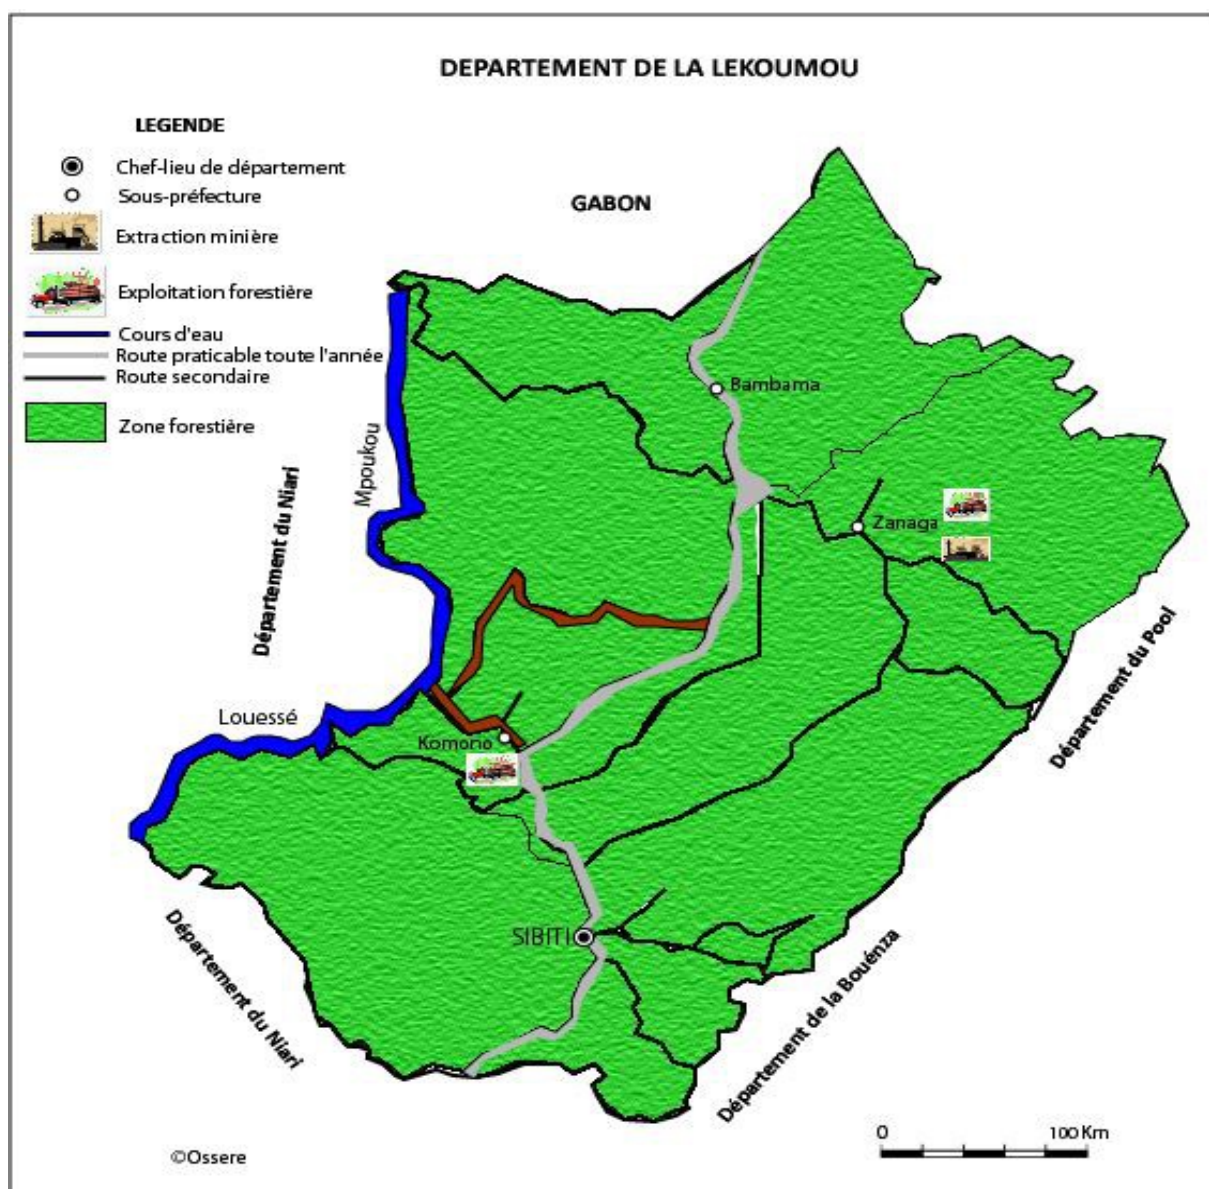 DEPARTEMENT DE LA LEKOUMOU
LEGENDE
Chef-lieu de département
Sous-préfecture
Extraction minière
Exploitation forestière
Cours d'eau
Route praticable toute l'année
Route secondaire
Zone forestière
GABON
Bambama
Mpoukou
Département du Niari
Zanaga
Département du Pool
Louessé
Komono
SIBITI
Département du Niari
Département de la Bouénza
0 100 Km
©Ossere